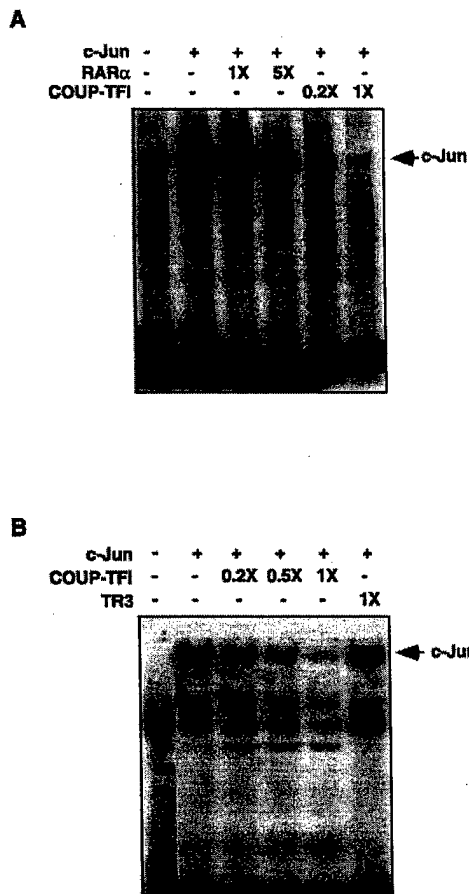 A
c-Jun - + + + + +
RARα - - 1X 5X - -
COUP-TFI - - - - 0.2X 1X
c-Jun
B
c-Jun - + + + + +
COUP-TFI - - 0.2X 0.5X 1X -
TR3 - - - - - 1X
c-Jun